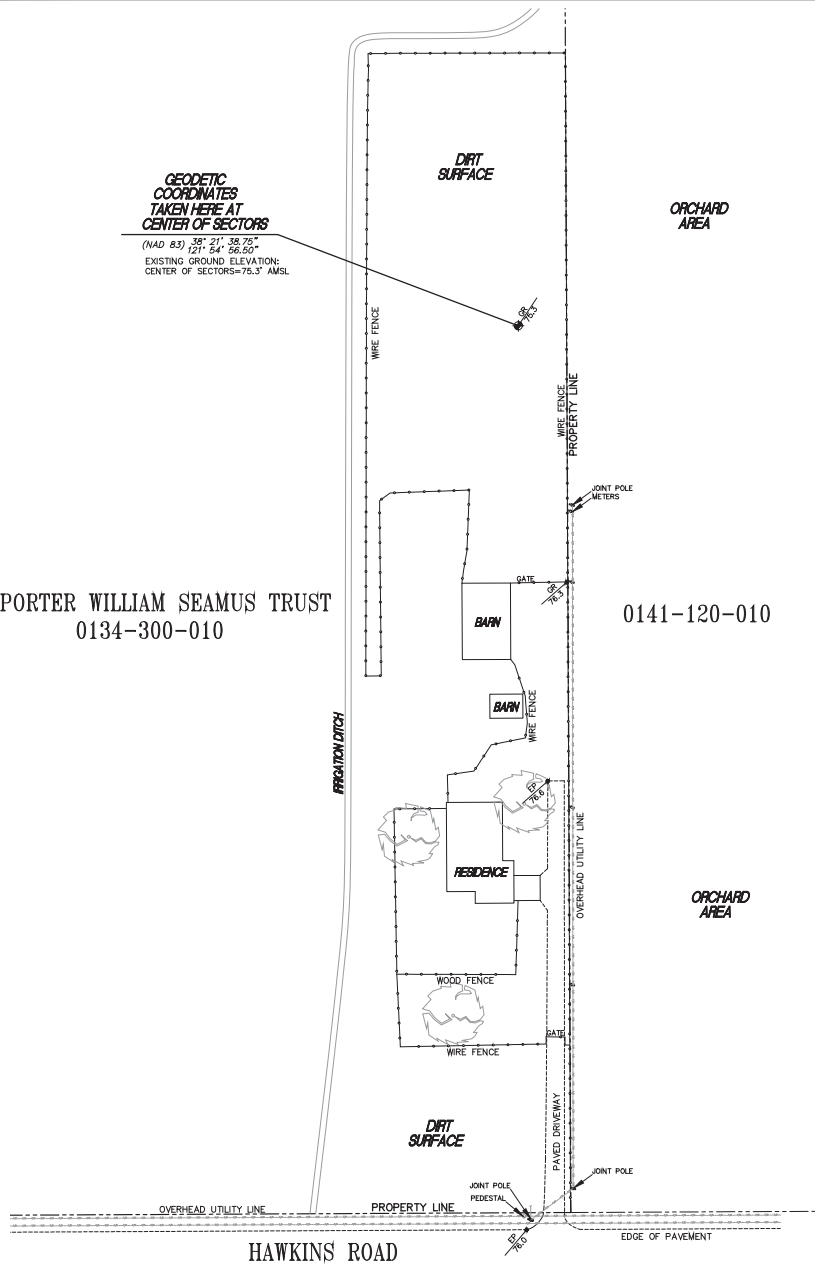 DIRT
SURFACE
ORCHARD
AREA
GEODETIC
COORDINATES
TAKEN HERE AT
CENTER OF SECTORS
(NAD 83) 38° 21' 38.75"
121° 54' 56.50"
EXISTING GROUND ELEVATION:
CENTER OF SECTORS=75.3' AMSL
GR
75.3
WIRE FENCE
WIRE FENCE
PROPERTY LINE
JOINT POLE
METERS
GATE
GR
76.3
PORTER WILLIAM SEAMUS TRUST
0134-300-010
BARN
0141-120-010
BARN
WIRE FENCE
IRRIGATION DITCH
EP
76.6
OVERHEAD UTILITY LINE
RESIDENCE
ORCHARD
AREA
WOOD FENCE
GATE
WIRE FENCE
PAVED DRIVEWAY
DIRT
SURFACE
JOINT POLE
JOINT POLE
PEDESTAL
OVERHEAD UTILITY LINE
PROPERTY LINE
EP
76.0
EDGE OF PAVEMENT
HAWKINS ROAD